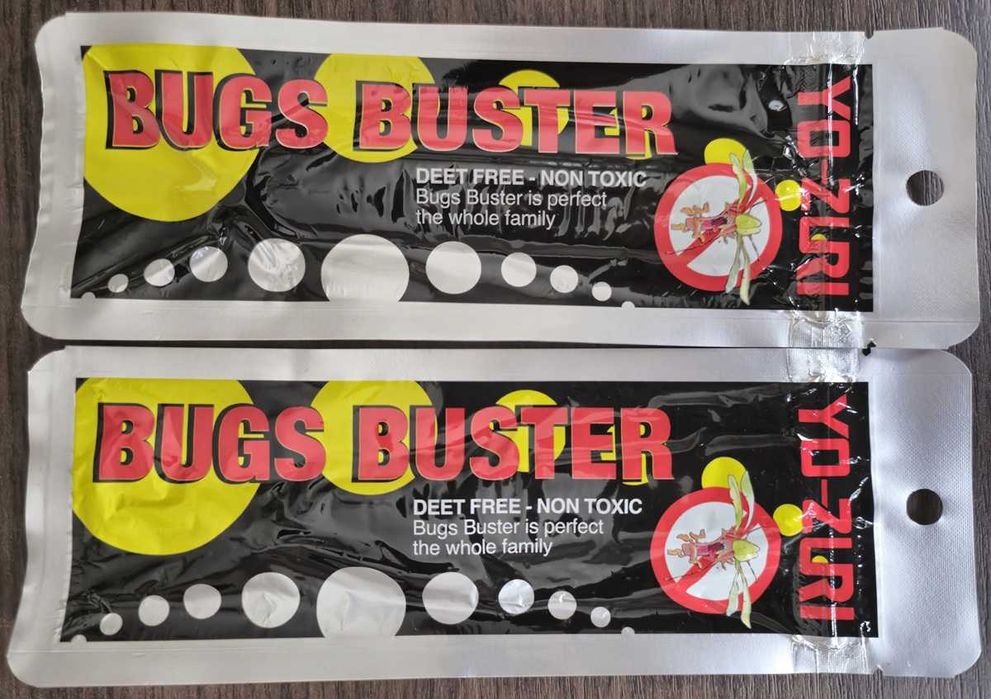 BUGS BUSTER
DEET FREE - NON TOXIC
Bugs Buster is perfect
the whole family
YO-ZURI
BUGS BUSTER
DEET FREE - NON TOXIC
Bugs Buster is perfect
the whole family
YO-ZURI